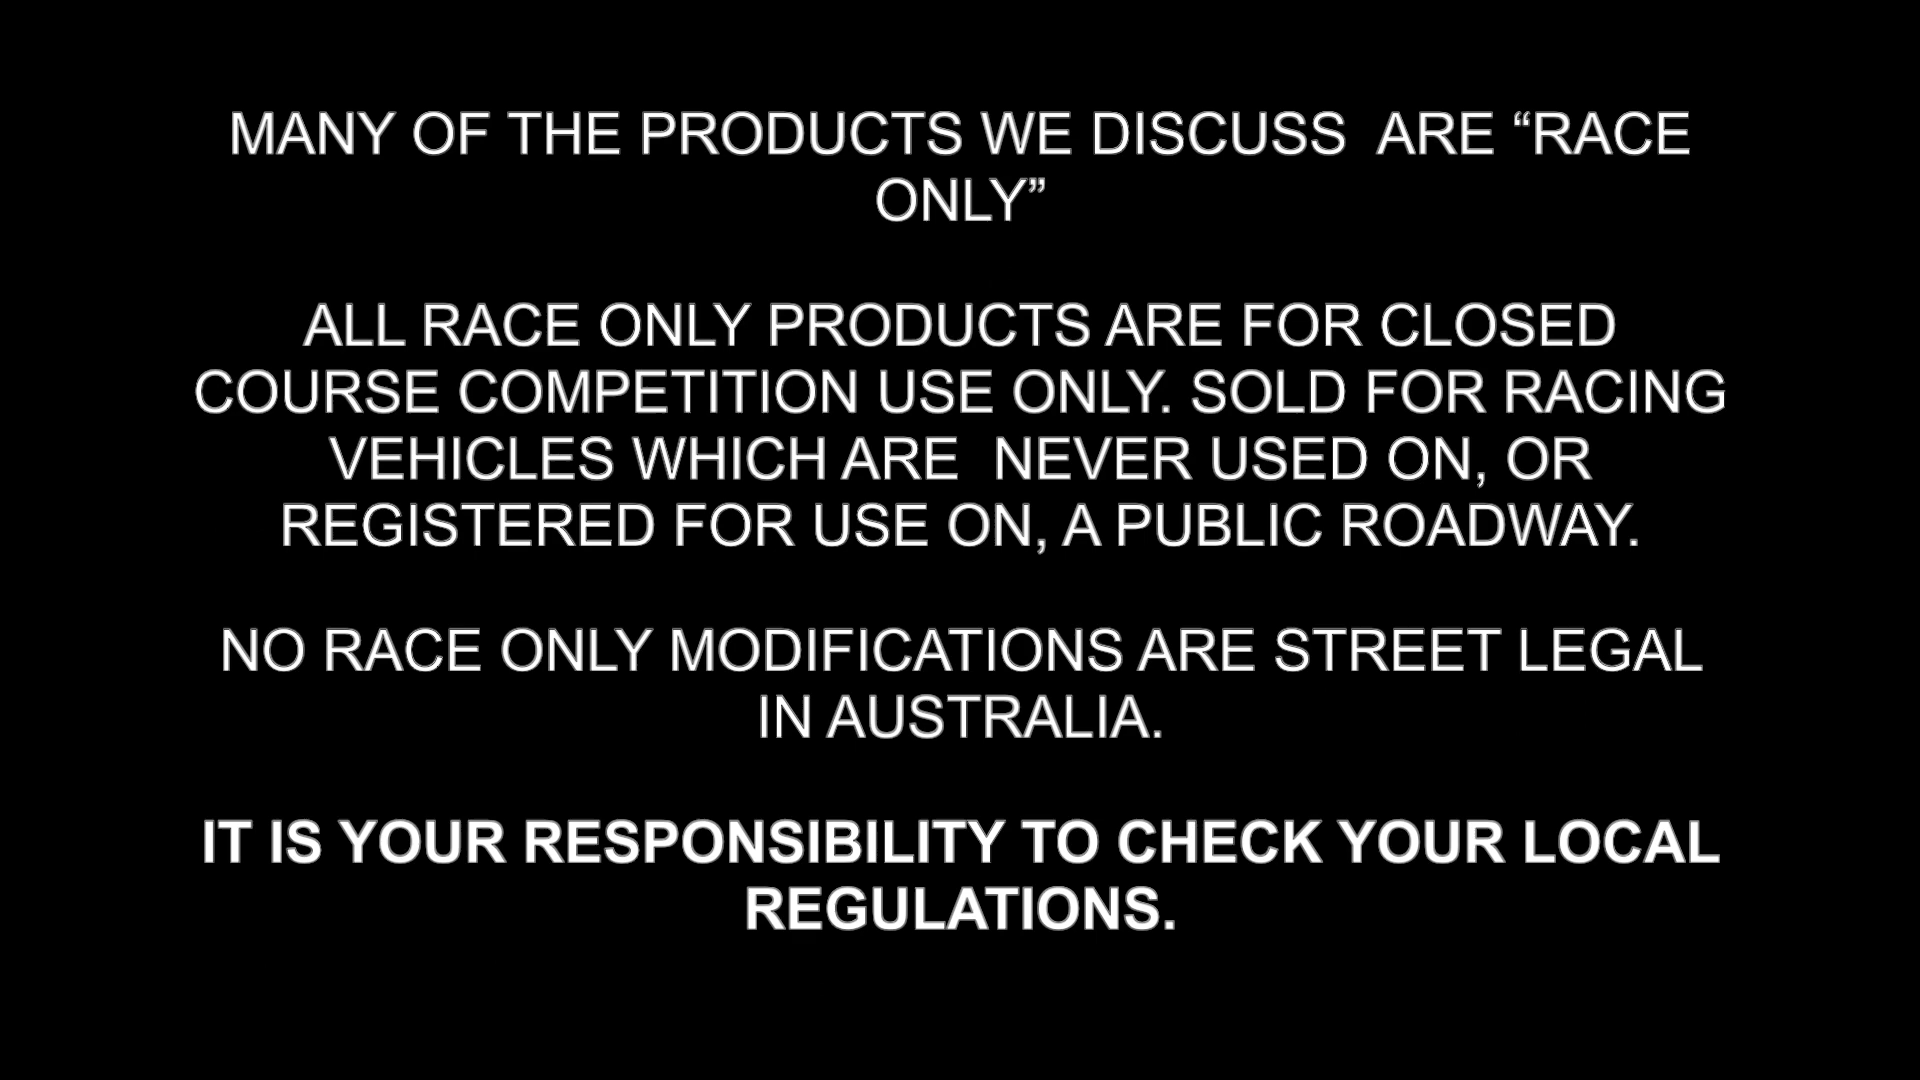 MANY OF THE PRODUCTS WE DISCUSS  ARE “RACE
ONLY”
ALL RACE ONLY PRODUCTS ARE FOR CLOSED
COURSE COMPETITION USE ONLY. SOLD FOR RACING
VEHICLES WHICH ARE  NEVER USED ON, OR
REGISTERED FOR USE ON, A PUBLIC ROADWAY.
NO RACE ONLY MODIFICATIONS ARE STREET LEGAL
IN AUSTRALIA.
IT IS YOUR RESPONSIBILITY TO CHECK YOUR LOCAL
REGULATIONS.